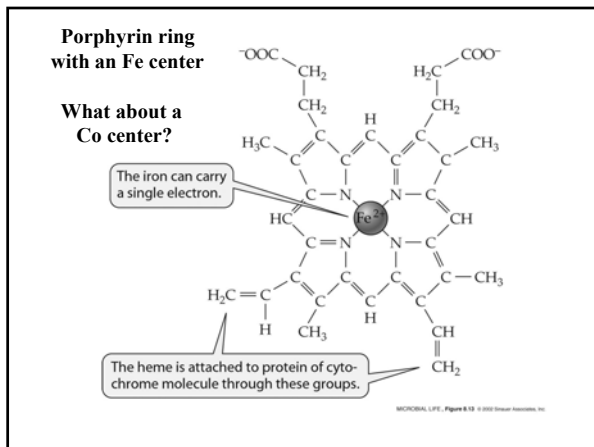 Porphyrin ring
with an Fe center
What about a
Co center?
⁻OOC
CH₂
H₂C
COO⁻
CH₂
CH₂
H
H₃C
C
C
C
C
C
CH₃
The iron can carry
a single electron.
C
C
C
C
C
N
N
C
HC
Fe²⁺
CH
C
N
N
C
C
C
C
C
CH₃
H₂C
C
C
C
C
C
H
CH₃
H
CH
CH₂
The heme is attached to protein of cyto-
chrome molecule through these groups.
MICROBIAL LIFE, Figure 8.13 © 2002 Sinauer Associates, Inc.